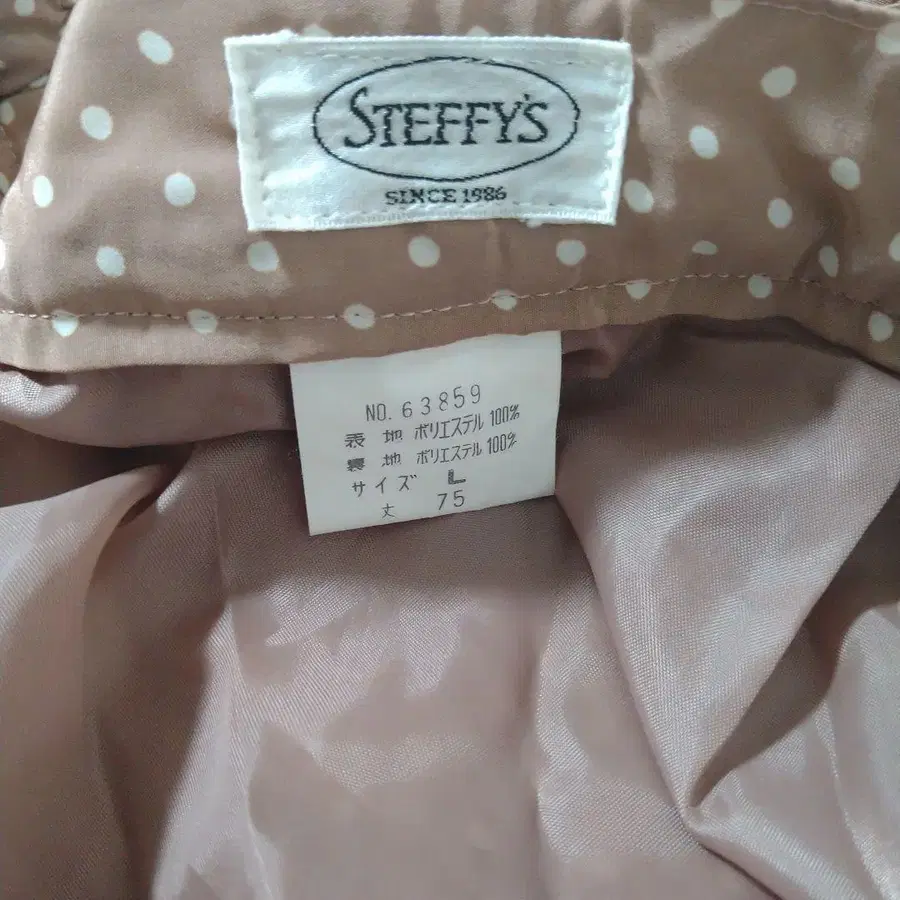 STEFFY'S
SINCE 1986
NO. 63859
表 地 ポリエステル 100%
裏 地 ポリエステル 100%
サイズ L
丈 75